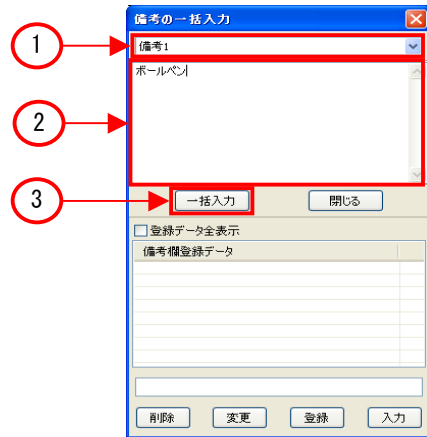 備考の一括入力
1
備考1
ボールペン
2
3
一括入力 閉じる
登録データ全表示
備考欄登録データ
削除 変更 登録 入力